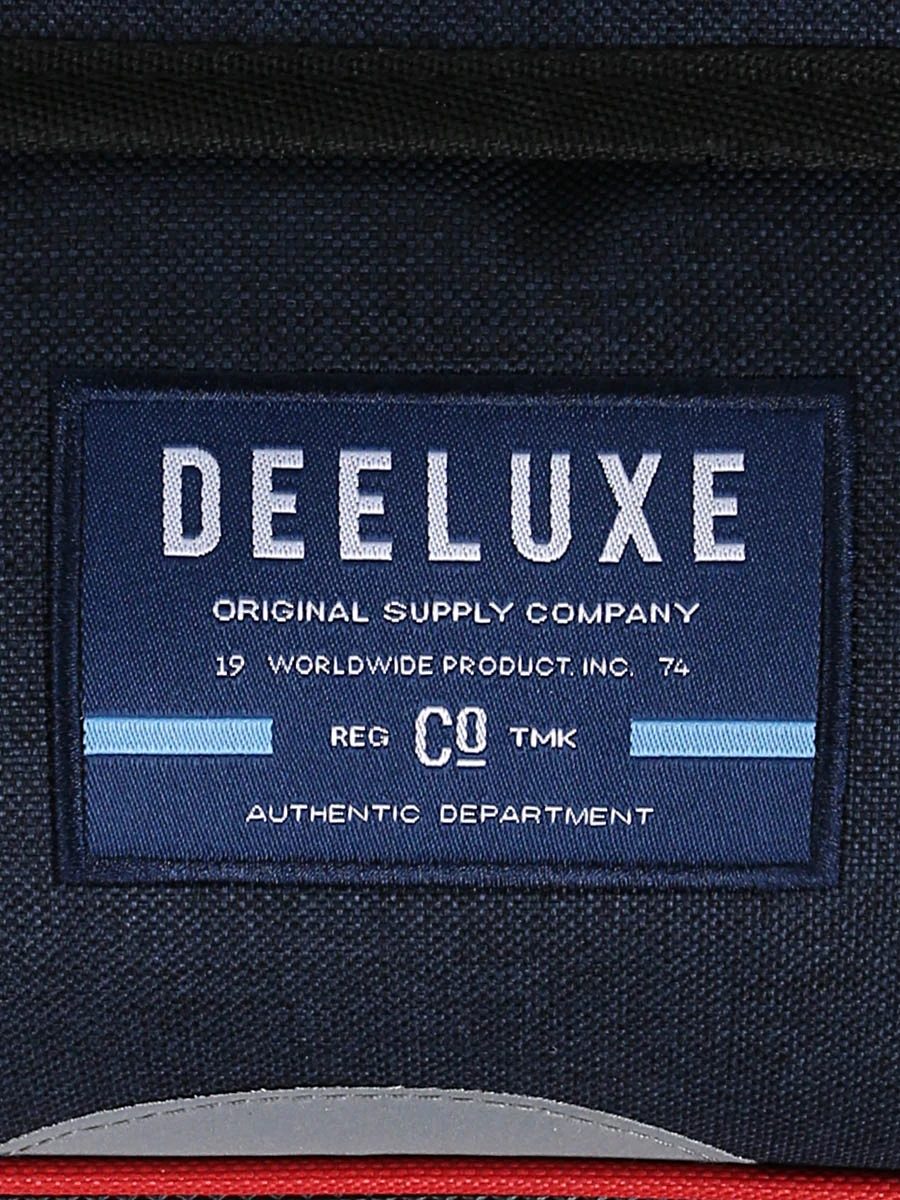 DEELUXE
ORIGINAL SUPPLY COMPANY
19 WORLDWIDE PRODUCT. INC. 74
REG CO TMK
AUTHENTIC DEPARTMENT